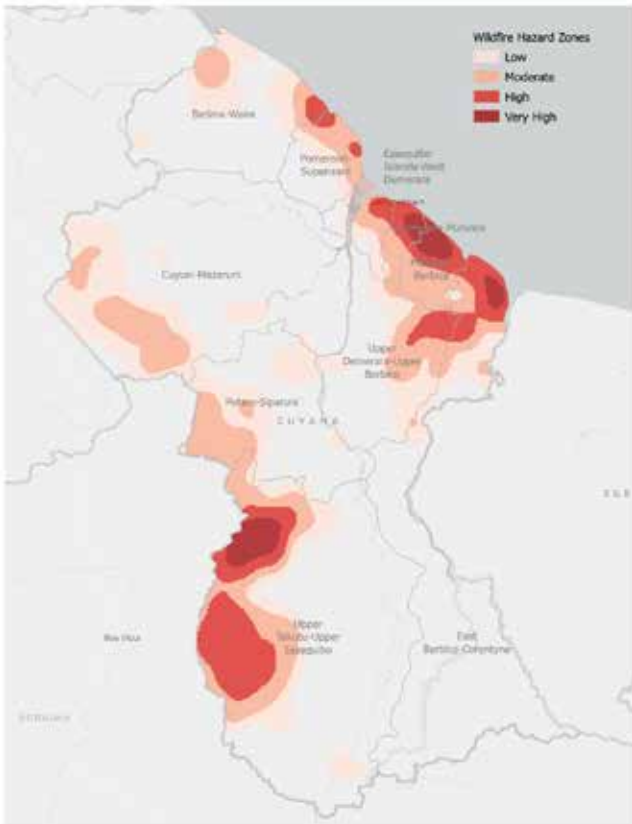 Wildfire Hazard Zones
Low
Moderate
High
Very High
Barima-Waini
Pomeroon-
Supenaam
Essequibo
Islands-West
Demerara
Cuyuni-Mazaruni
Berbice
Upper
Demerara-Upper
Berbice
Potaro-Siparuni
GUYANA
Upper
Takutu-Upper
Essequibo
East
Berbice-Corentyne